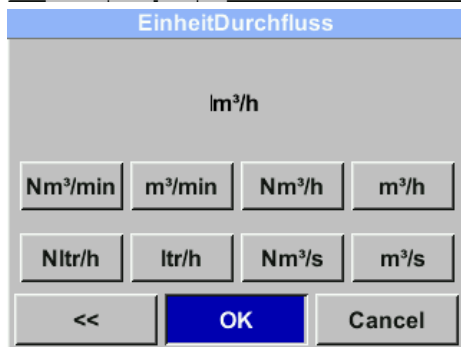 EinheitDurchfluss
m³/h
Nm³/min m³/min Nm³/h m³/h
Nltr/h ltr/h Nm³/s m³/s
<< OK Cancel